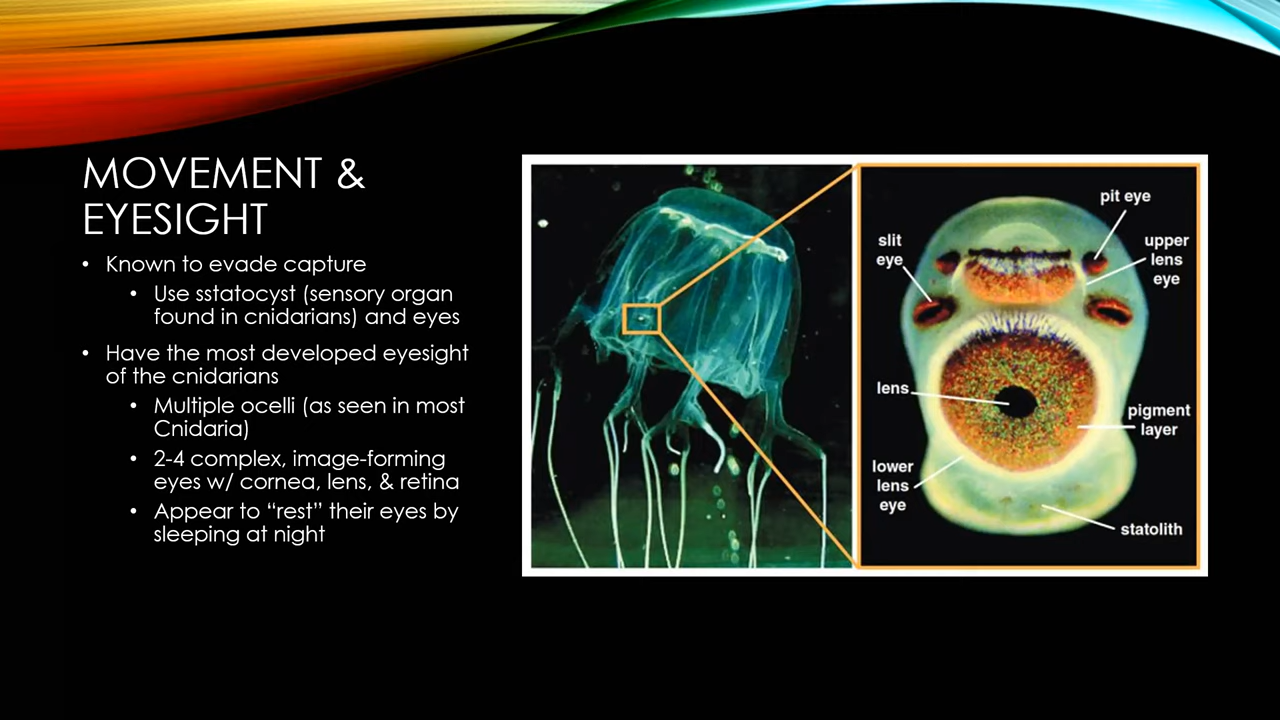 MOVEMENT &
EYESIGHT
• Known to evade capture
• Use sstatocyst (sensory organ
found in cnidarians) and eyes
• Have the most developed eyesight
of the cnidarians
• Multiple ocelli (as seen in most
Cnidaria)
• 2-4 complex, image-forming
eyes w/ cornea, lens, & retina
• Appear to “rest” their eyes by
sleeping at night
pit eye
slit
eye
upper
lens
eye
lens
pigment
layer
lower
lens
eye
statolith